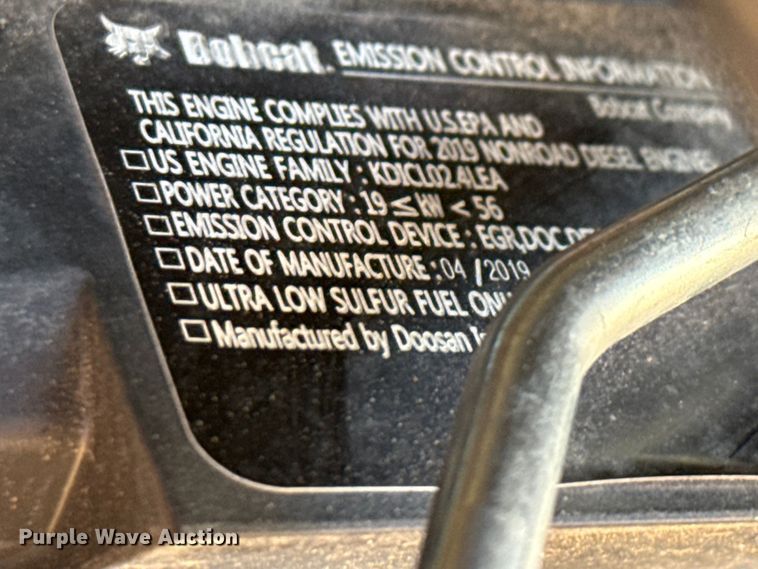 Bobcat. EMISSION CONTROL INFORMATION
Bobcat Company
THIS ENGINE COMPLIES WITH U.S.EPA AND
CALIFORNIA REGULATION FOR 2019 NONROAD DIESEL ENGINES
US ENGINE FAMILY : KDICL02.4LEA
POWER CATEGORY : 19 ≤ kW < 56
EMISSION CONTROL DEVICE : EGR,DOC,
DATE OF MANUFACTURE : 04 / 2019
ULTRA LOW SULFUR FUEL
Manufactured by Doosan
Purple Wave Auction